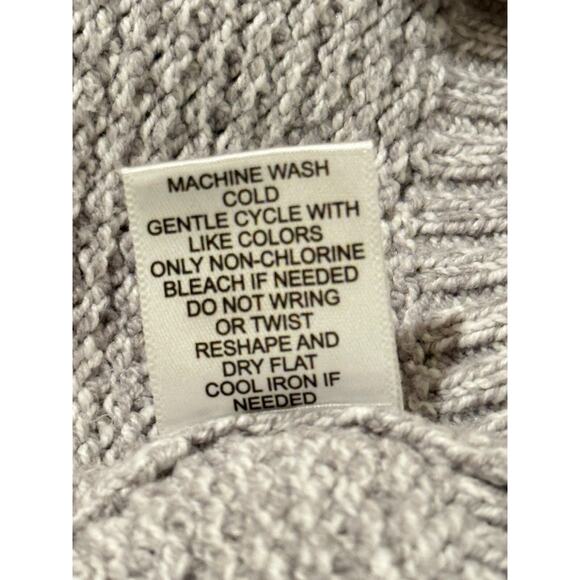 MACHINE WASH
COLD
GENTLE CYCLE WITH
LIKE COLORS
ONLY NON-CHLORINE
BLEACH IF NEEDED
DO NOT WRING
OR TWIST
RESHAPE AND
DRY FLAT
COOL IRON IF
NEEDED